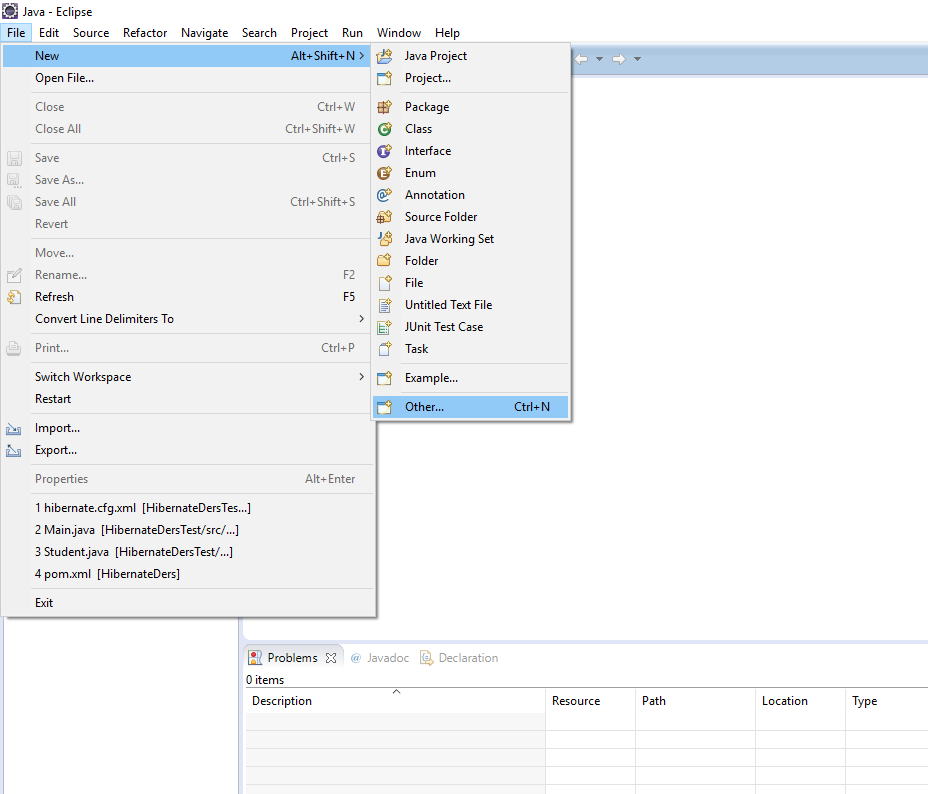 Java - Eclipse
File Edit Source Refactor Navigate Search Project Run Window Help
New Alt+Shift+N
Open File...
Close Ctrl+W
Close All Ctrl+Shift+W
Save Ctrl+S
Save As...
Save All Ctrl+Shift+S
Revert
Move...
Rename... F2
Refresh F5
Convert Line Delimiters To
Print... Ctrl+P
Switch Workspace
Restart
Import...
Export...
Properties Alt+Enter
1 hibernate.cfg.xml [HibernateDersTes...]
2 Main.java [HibernateDersTest/src/...]
3 Student.java [HibernateDersTest/...]
4 pom.xml [HibernateDers]
Exit
Java Project
Project...
Package
Class
Interface
Enum
Annotation
Source Folder
Java Working Set
Folder
File
Untitled Text File
JUnit Test Case
Task
Example...
Other... Ctrl+N
Problems @ Javadoc Declaration
0 items
Description Resource Path Location Type